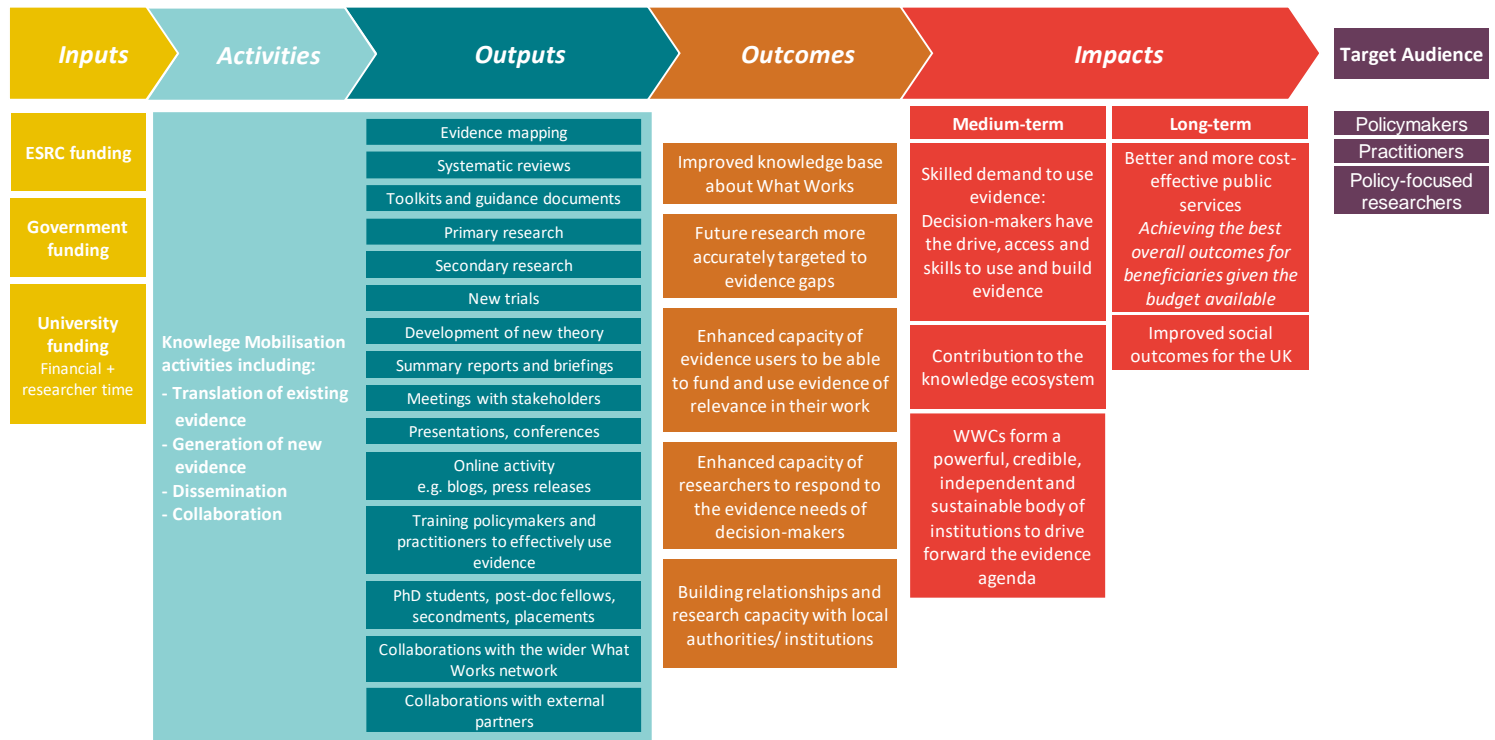 Inputs
Activities
Outputs
Outcomes
Impacts
Target Audience
ESRC funding
Government
funding
University
funding
Financial +
researcher time
Knowlege Mobilisation
activities including:
- Translation of existing
evidence
- Generation of new
evidence
- Dissemination
- Collaboration
Evidence mapping
Systematic reviews
Toolkits and guidance documents
Primary research
Secondary research
New trials
Development of new theory
Summary reports and briefings
Meetings with stakeholders
Presentations, conferences
Online activity
e.g. blogs, press releases
Training policymakers and
practitioners to effectively use
evidence
PhD students, post-doc fellows,
secondments, placements
Collaborations with the wider What
Works network
Collaborations with external
partners
Improved knowledge base
about What Works
Future research more
accurately targeted to
evidence gaps
Enhanced capacity of
evidence users to be able
to fund and use evidence of
relevance in their work
Enhanced capacity of
researchers to respond to
the evidence needs of
decision-makers
Building relationships and
research capacity with local
authorities/ institutions
Medium-term
Skilled demand to use
evidence:
Decision-makers have
the drive, access and
skills to use and build
evidence
Contribution to the
knowledge ecosystem
WWCs form a
powerful, credible,
independent and
sustainable body of
institutions to drive
forward the evidence
agenda
Long-term
Better and more cost-
effective public
services
Achieving the best
overall outcomes for
beneficiaries given the
budget available
Improved social
outcomes for the UK
Policymakers
Practitioners
Policy-focused
researchers